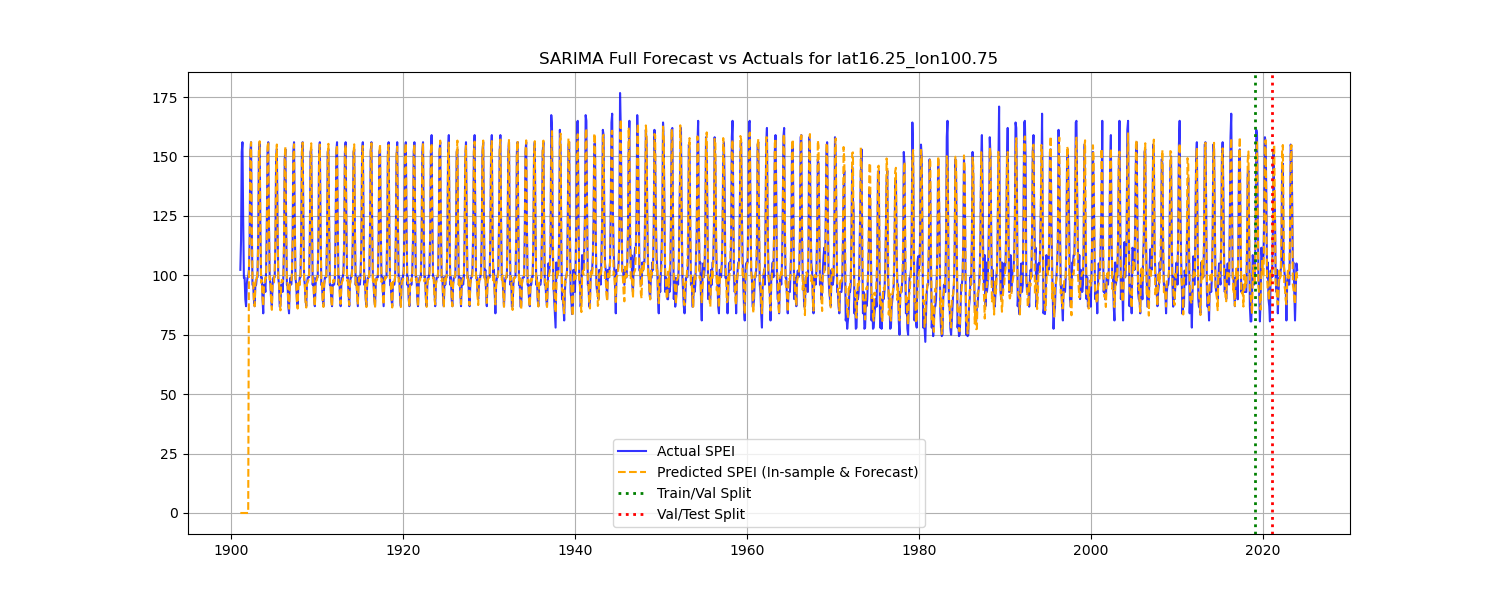 SARIMA Full Forecast vs Actuals for lat16.25_lon100.75
175
150
125
100
75
50
25
0
Actual SPEI
Predicted SPEI (In-sample & Forecast)
Train/Val Split
Val/Test Split
1900 1920 1940 1960 1980 2000 2020